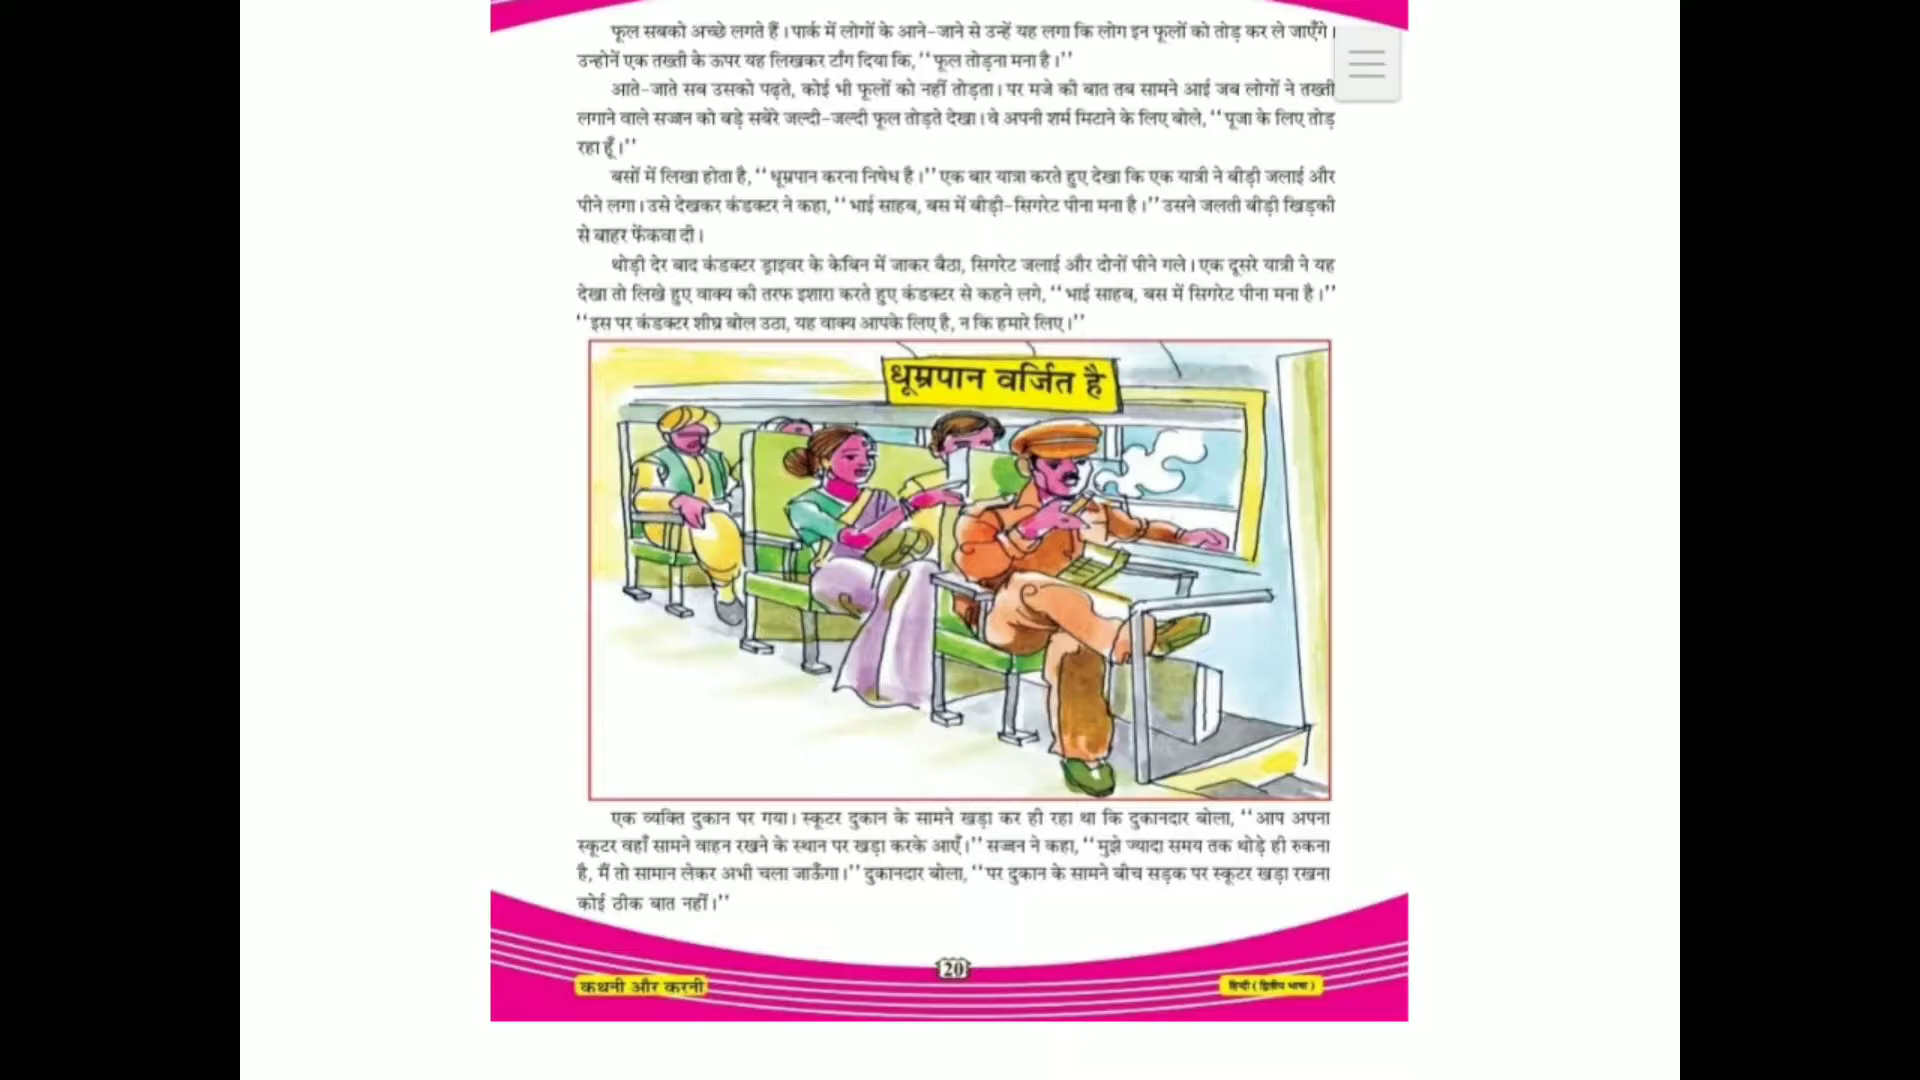 फूल सबको अच्छे लगते हैं। पार्क में लोगों के आने-जाने से उन्हें यह लगा कि लोग इन फूलों को तोड़ कर ले जाएँगे।
उन्होनें एक तख्ती के ऊपर यह लिखकर टाँग दिया कि, ‘‘फूल तोड़ना मना है।’’
आते-जाते सब उसको पढ़ते, कोई भी फूलों को नहीं तोड़ता। पर मजे की बात तब सामने आई जब लोगों ने तख्ती
लगाने वाले सज्जन को बड़े सबेरे जल्दी-जल्दी फूल तोड़ते देखा। वे अपनी शर्म मिटाने के लिए बोले, ‘‘पूजा के लिए तोड़
रहा हूँ।’’
बसों में लिखा होता है, ‘‘धूम्रपान करना निषेध है।’’ एक बार यात्रा करते हुए देखा कि एक यात्री ने बीड़ी जलाई और
पीने लगा। उसे देखकर कंडक्टर ने कहा, ‘‘भाई साहब, बस में बीड़ी-सिगरेट पीना मना है।’’ उसने जलती बीड़ी खिड़की
से बाहर फेंकवा दी।
थोड़ी देर बाद कंडक्टर ड्राइवर के केबिन में जाकर बैठा, सिगरेट जलाई और दोनों पीने गले। एक दूसरे यात्री ने यह
देखा तो लिखे हुए वाक्य की तरफ इशारा करते हुए कंडक्टर से कहने लगे, ‘‘भाई साहब, बस में सिगरेट पीना मना है।’’
‘‘इस पर कंडक्टर शीघ्र बोल उठा, यह वाक्य आपके लिए है, न कि हमारे लिए।’’
धूम्रपान वर्जित है
एक व्यक्ति दुकान पर गया। स्कूटर दुकान के सामने खड़ा कर ही रहा था कि दुकानदार बोला, ‘‘आप अपना
स्कूटर वहाँ सामने वाहन रखने के स्थान पर खड़ा करके आएँ।’’ सज्जन ने कहा, ‘‘मुझे ज्यादा समय तक थोड़े ही रुकना
है, मैं तो सामान लेकर अभी चला जाऊँगा।’’ दुकानदार बोला, ‘‘पर दुकान के सामने बीच सड़क पर स्कूटर खड़ा रखना
कोई ठीक बात नहीं।’’
20
कथनी और करनी
हिन्दी (द्वितीय भाषा)